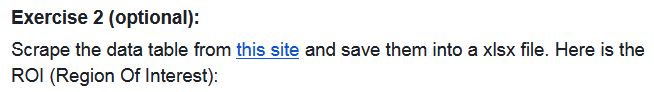 Exercise 2 (optional):
Scrape the data table from this site and save them into a xlsx file. Here is the
ROI (Region Of Interest):